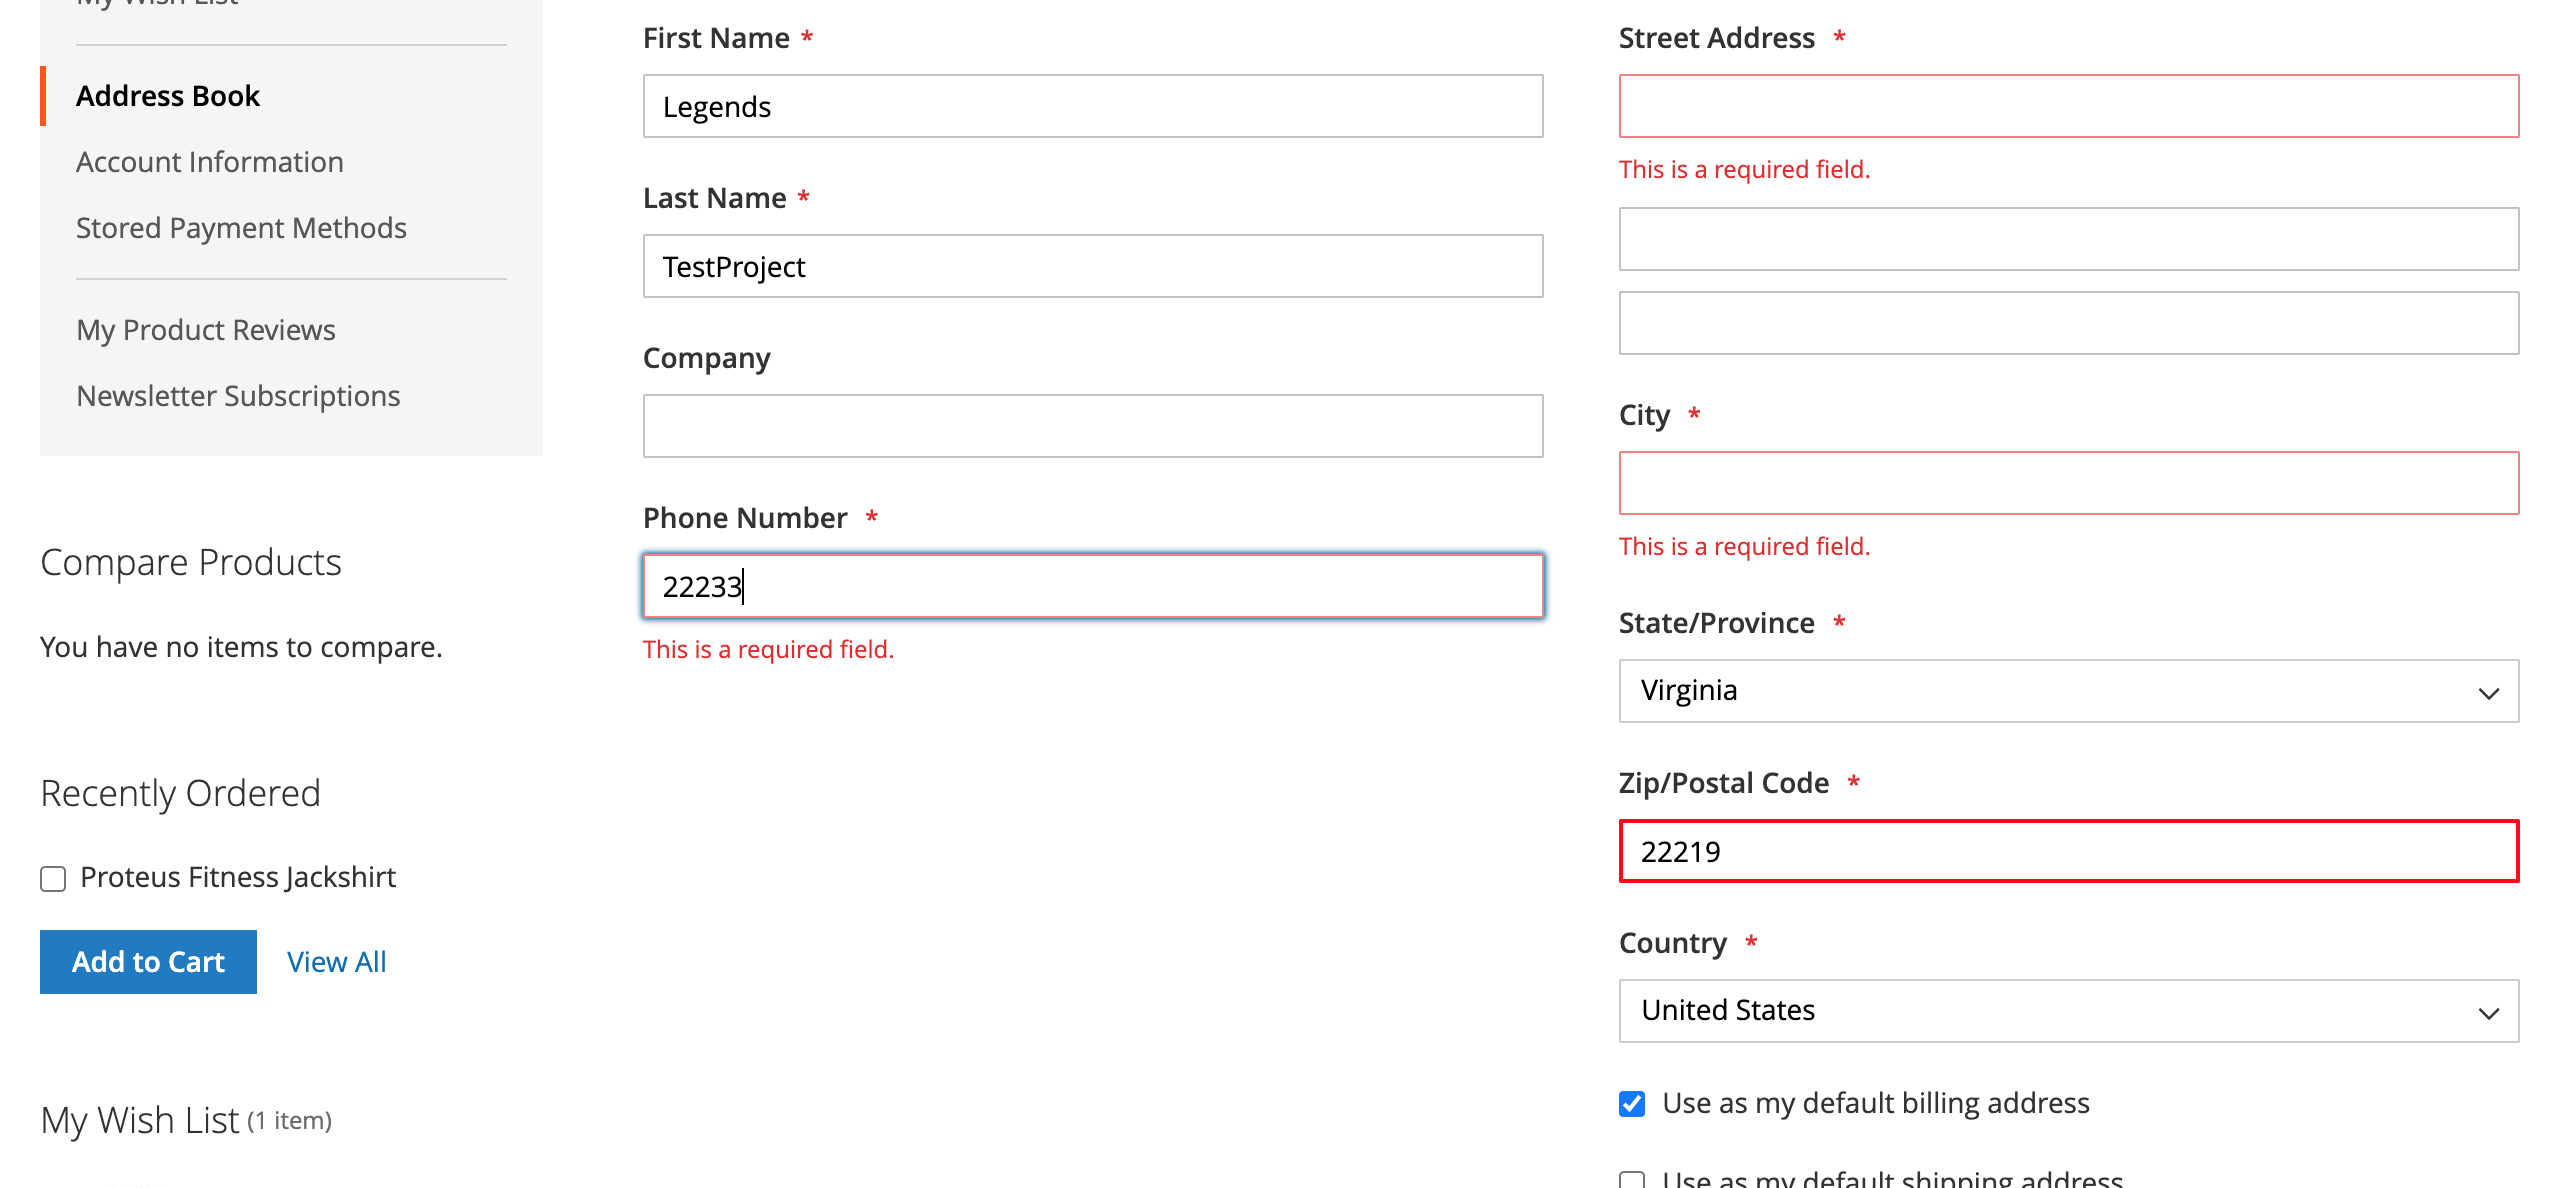 My Wish List
Address Book
Account Information
Stored Payment Methods
My Product Reviews
Newsletter Subscriptions
Compare Products
You have no items to compare.
Recently Ordered
Proteus Fitness Jackshirt
Add to Cart
View All
My Wish List (1 item)
First Name *
Legends
Last Name *
TestProject
Company
Phone Number *
22233
This is a required field.
Street Address *
This is a required field.
City *
This is a required field.
State/Province *
Virginia
Zip/Postal Code *
22219
Country *
United States
Use as my default billing address
Use as my default shipping address